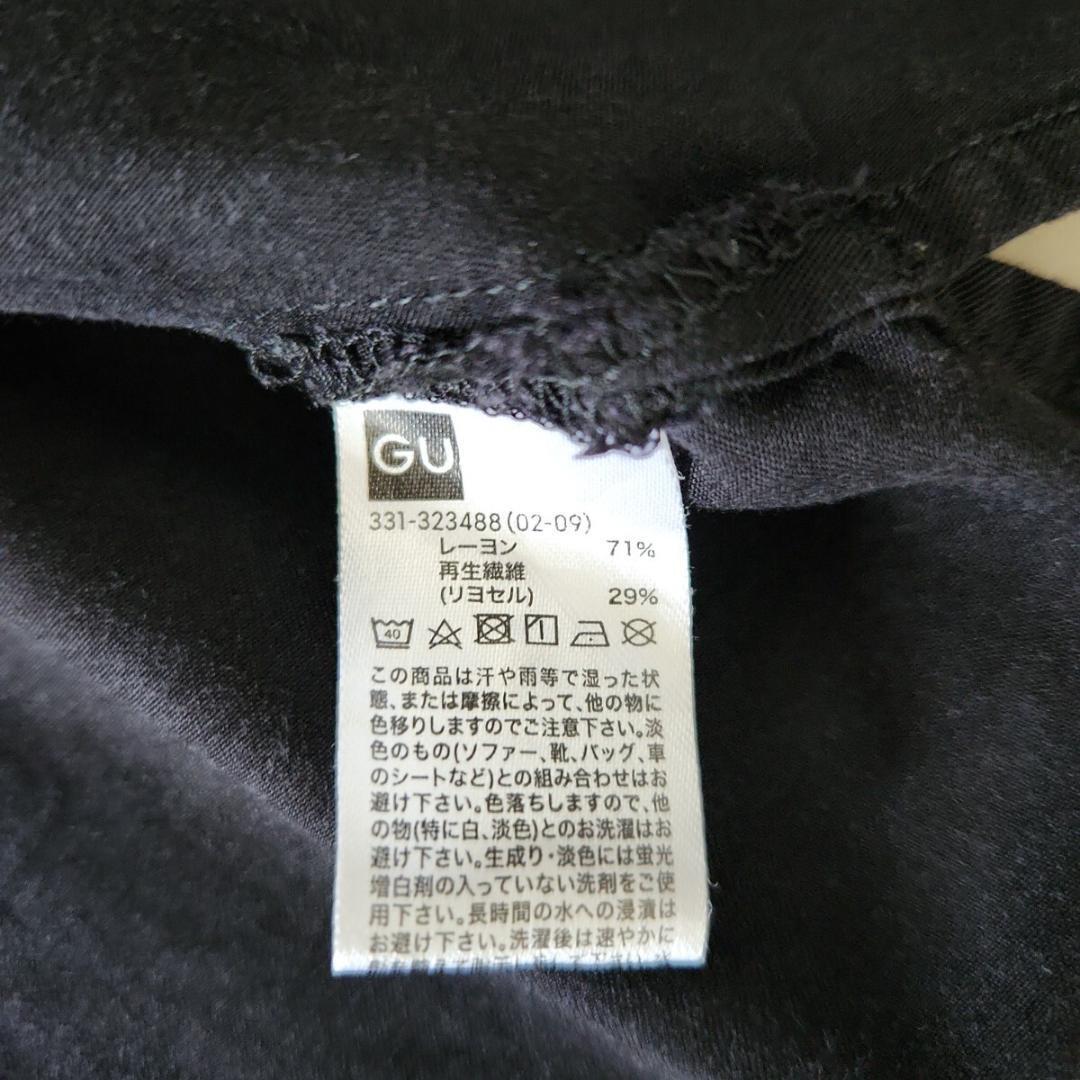 GU
331-323488(02-09)
レーヨン 71%
再生繊維
(リヨセル) 29%
40
この商品は汗や雨等で湿った状
態、または摩擦によって、他の物に
色移りしますのでご注意下さい。淡
色のもの(ソファー、靴、バッグ、車
のシートなど)との組み合わせはお
避け下さい。色落ちしますので、他
の物(特に白、淡色)とのお洗濯はお
避け下さい。生成り・淡色には蛍光
増白剤の入っていない洗剤をご使
用下さい。長時間の水への浸漬は
お避け下さい。洗濯後は速やかに